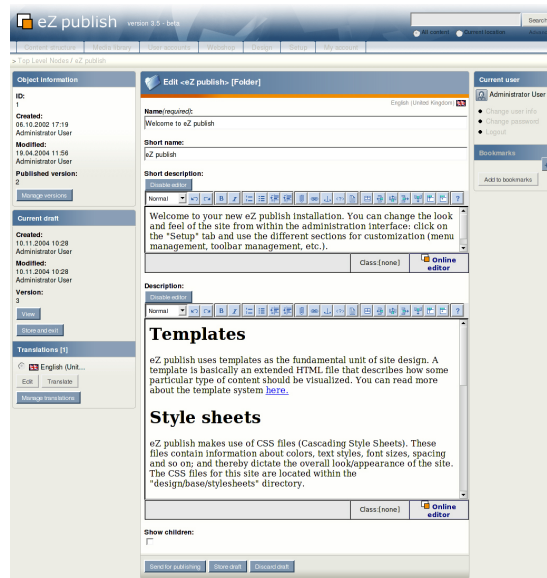 eZ publish version 3.5 - beta
Search
All content Current location
Content structure Media library User accounts Webshop Design Setup My account
> Top Level Nodes / eZ publish
Object information
ID:
1
Created:
06.10.2002 17:19
Administrator User
Modified:
19.04.2004 11:56
Administrator User
Published version:
2
Manage versions
Current draft
Created:
10.11.2004 10:28
Administrator User
Modified:
10.11.2004 10:28
Administrator User
Version:
3
View
Store and exit
Translations [1]
English (Unit...
Edit Translate
Manage translations
Edit <eZ publish> [Folder]
English (United Kingdom)
Name(required):
Welcome to eZ publish
Short name:
eZ publish
Short description:
Disable editor
Normal
B I
?
Welcome to your new eZ publish installation. You can change the look
and feel of the site from within the administration interface: click on
the "Setup" tab and use the different sections for customization (menu
management, toolbar management, etc.).
Class:[none]
Online
editor
Description:
Disable editor
Normal
B I
?
Templates
eZ publish uses templates as the fundamental unit of site design. A
template is basically an extended HTML file that describes how some
particular type of content should be visualized. You can read more
about the template system here.
Style sheets
eZ publish makes use of CSS files (Cascading Style Sheets). These
files contain information about colors, text styles, font sizes, spacing
and so on; and thereby dictate the overall look/appearance of the site.
The CSS files for this site are located within the
"design/base/stylesheets" directory.
Class:[none]
Online
editor
Show children:
Send for publishing Store draft Discard draft
Current user
Administrator User
Change user info
Change password
Logout
Bookmarks
Add to bookmarks